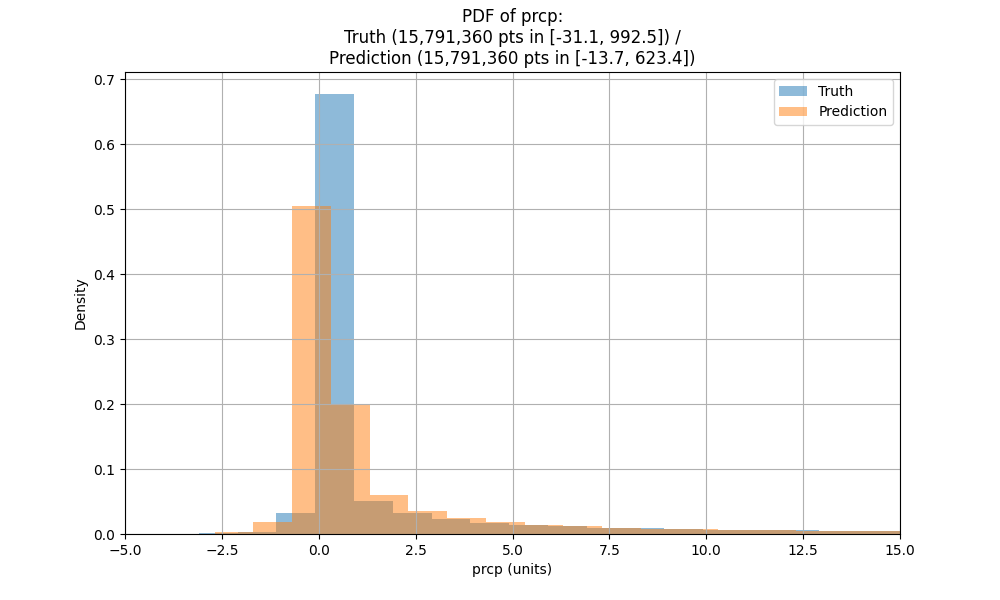 PDF of prcp:
Truth (15,791,360 pts in [-31.1, 992.5]) /
Prediction (15,791,360 pts in [-13.7, 623.4])
Truth
Prediction
Density
0.7
0.6
0.5
0.4
0.3
0.2
0.1
0.0
−5.0 −2.5 0.0 2.5 5.0 7.5 10.0 12.5 15.0
prcp (units)